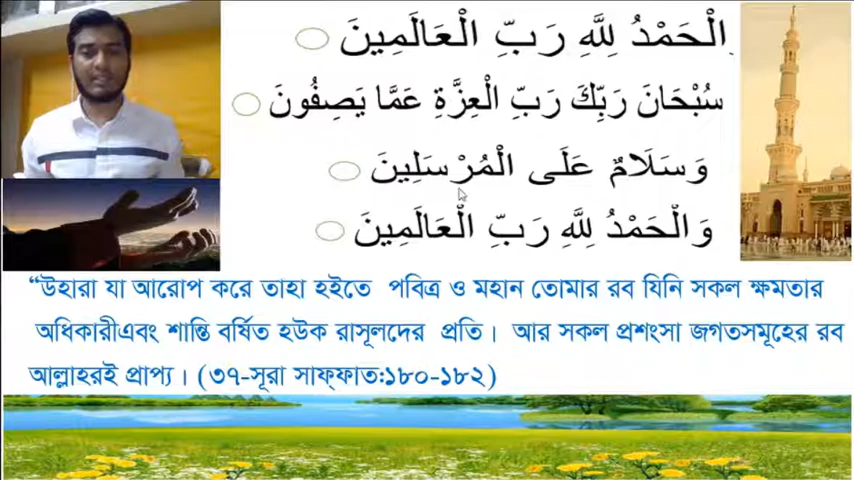 الْحَمْدُ لِلَّهِ رَبِّ الْعَالَمِينَ
سُبْحَانَ رَبِّكَ رَبِّ الْعِزَّةِ عَمَّا يَصِفُونَ
وَسَلَامٌ عَلَى الْمُرْسَلِينَ
وَالْحَمْدُ لِلَّهِ رَبِّ الْعَالَمِينَ
“উহারা যা আরোপ করে তাহা হইতে পবিত্র ও মহান তোমার রব যিনি সকল ক্ষমতার
অধিকারীএবং শান্তি বর্ষিত হউক রাসূলদের প্রতি। আর সকল প্রশংসা জগতসমূহের রব
আল্লাহরই প্রাপ্য। (৩৭-সূরা সাফ্ফাত:১৮০-১৮২)